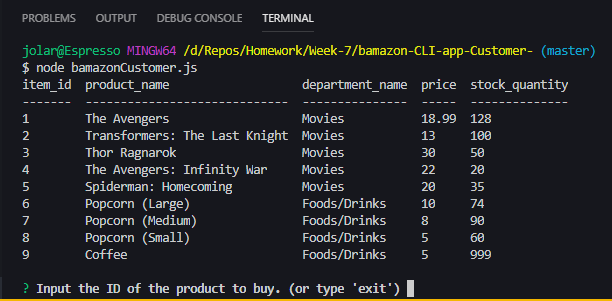 PROBLEMS OUTPUT DEBUG CONSOLE TERMINAL
jolar@Espresso MINGW64 /d/Repos/Homework/Week-7/bamazon-CLI-app-Customer- (master)
$ node bamazonCustomer.js
item_id  product_name                department_name  price  stock_quantity
-------  --------------------------  ---------------  -----  --------------
1        The Avengers                Movies           18.99  128
2        Transformers: The Last Knight  Movies           13     100
3        Thor Ragnarok               Movies           30     50
4        The Avengers: Infinity War  Movies           22     20
5        Spiderman: Homecoming       Movies           20     35
6        Popcorn (Large)             Foods/Drinks     10     74
7        Popcorn (Medium)            Foods/Drinks     8      90
8        Popcorn (Small)             Foods/Drinks     5      60
9        Coffee                      Foods/Drinks     5      999
? Input the ID of the product to buy. (or type 'exit')